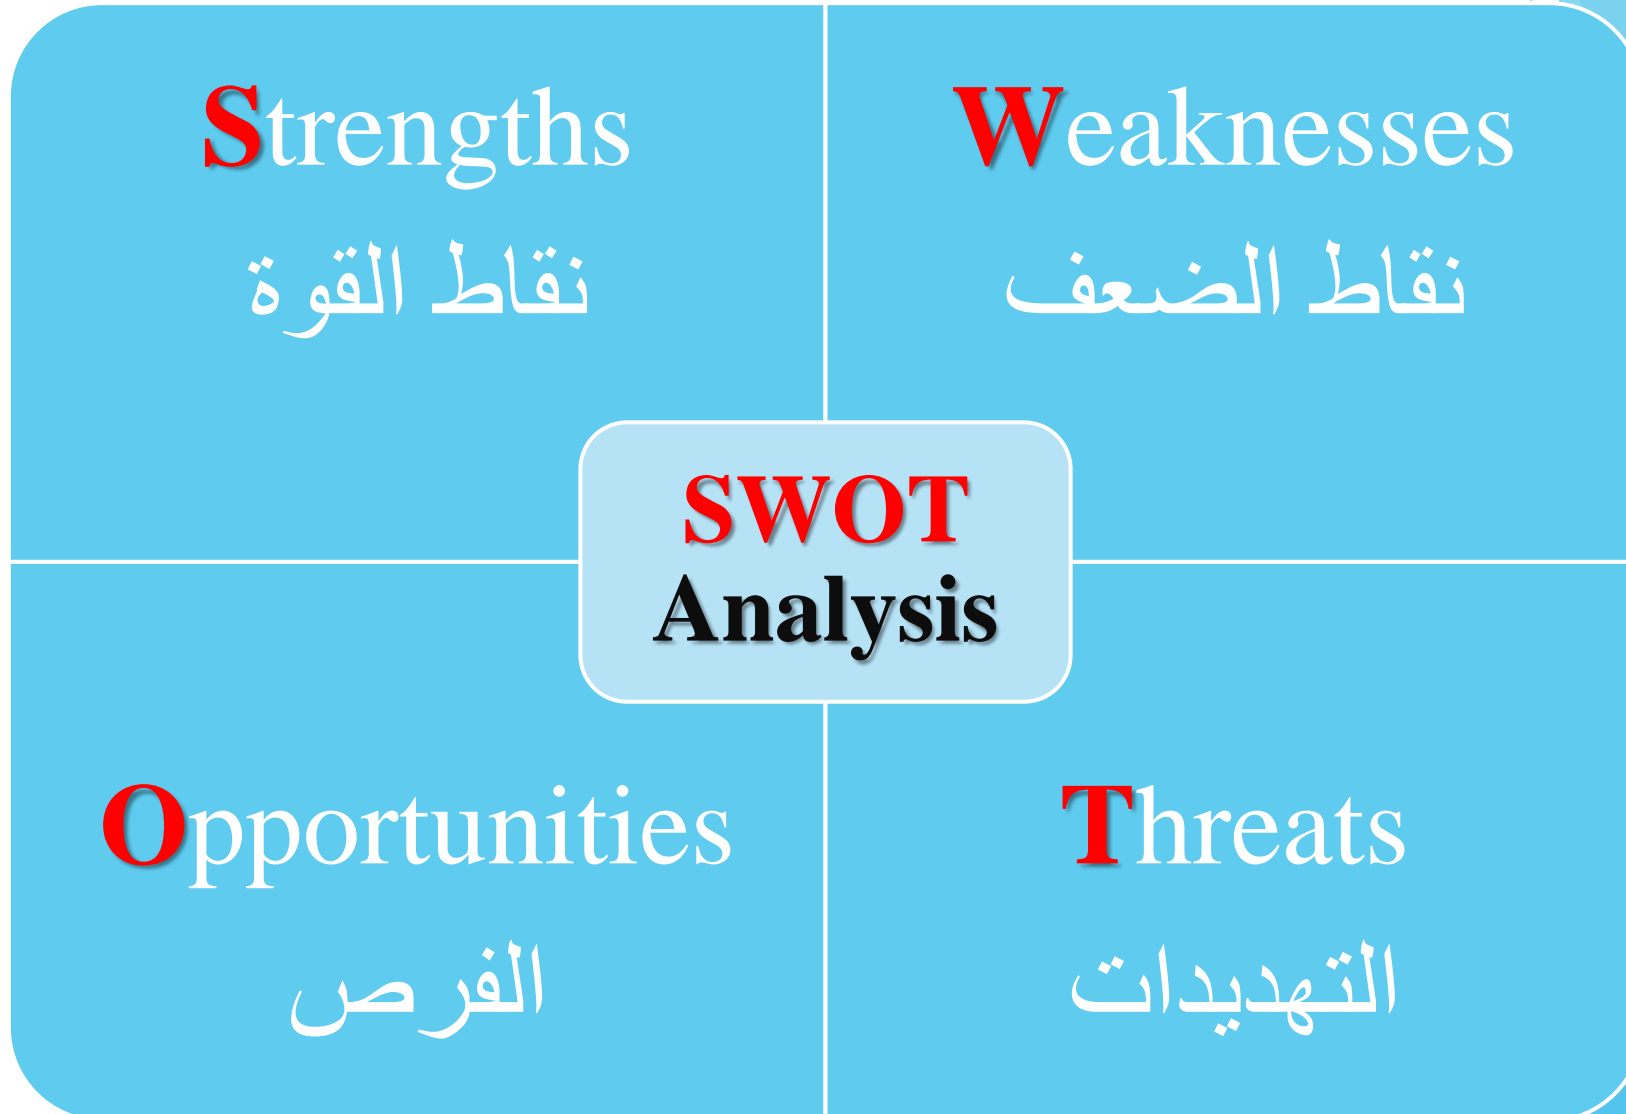 Strengths
نقاط القوة
Weaknesses
نقاط الضعف
SWOT
Analysis
Opportunities
الفرص
Threats
التهديدات